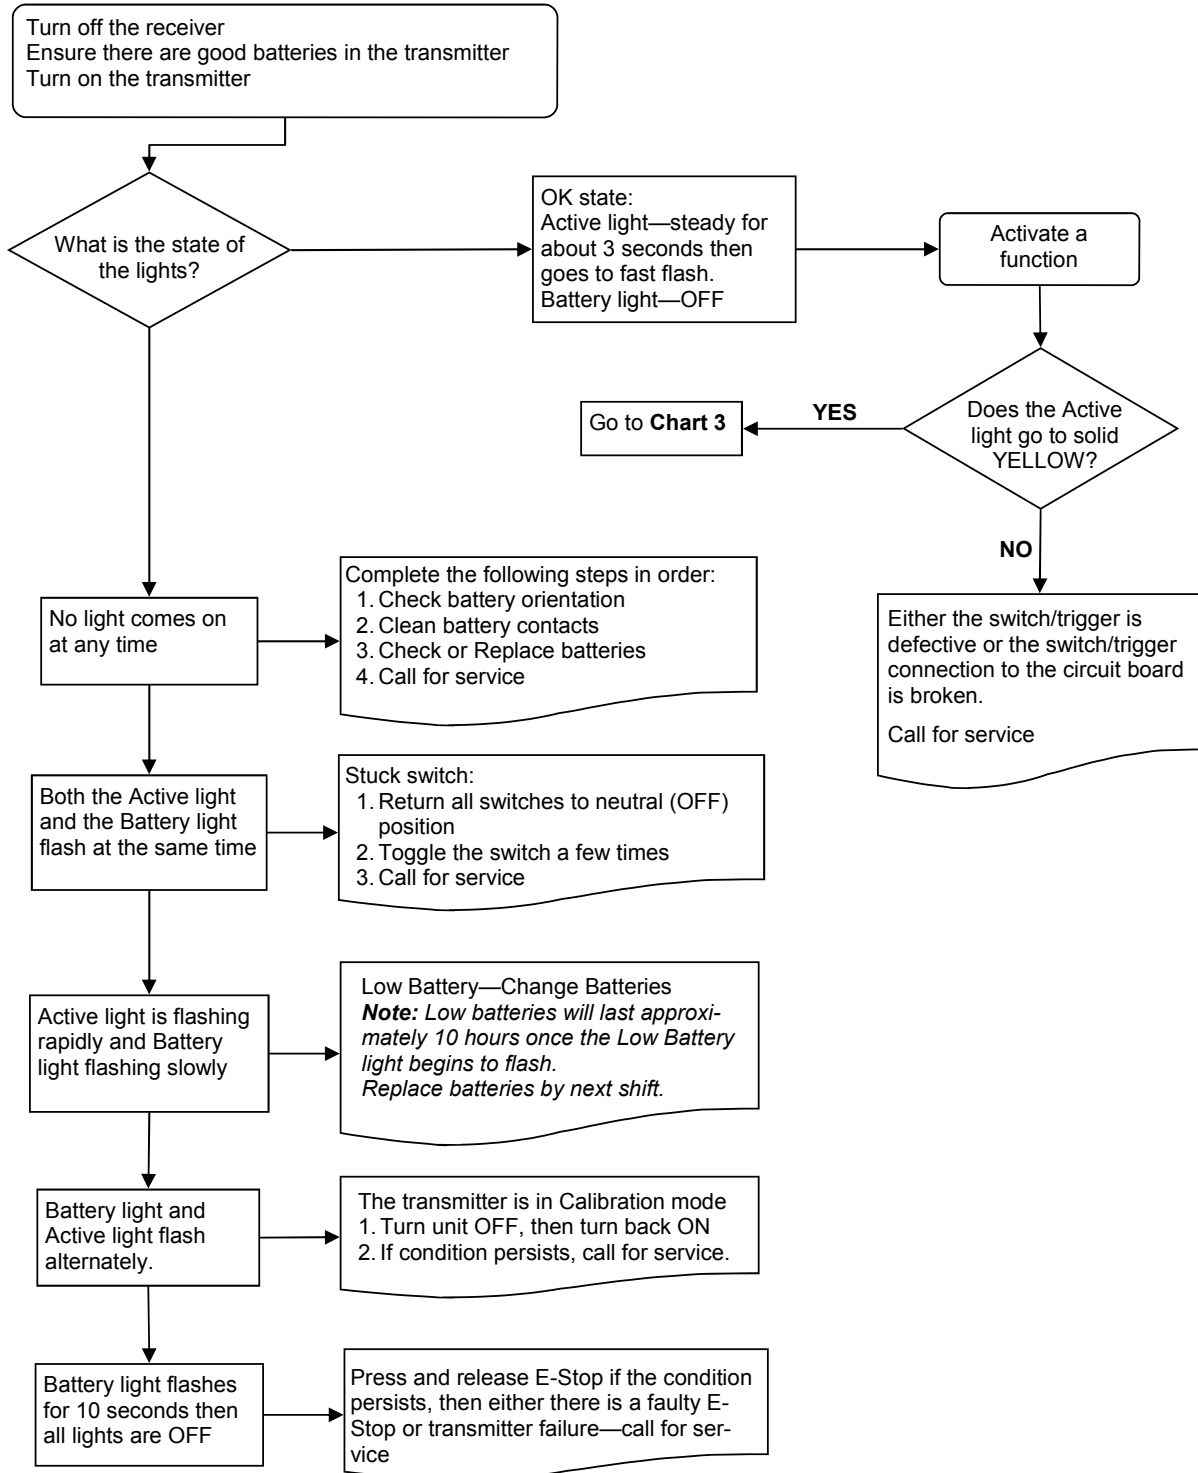 Turn off the receiver
Ensure there are good batteries in the transmitter
Turn on the transmitter
What is the state of
the lights?
OK state:
Active light—steady for
about 3 seconds then
goes to fast flash.
Battery light—OFF
Activate a
function
Does the Active
light go to solid
YELLOW?
YES
Go to Chart 3
NO
Either the switch/trigger is
defective or the switch/trigger
connection to the circuit board
is broken.
Call for service
No light comes on
at any time
Complete the following steps in order:
1. Check battery orientation
2. Clean battery contacts
3. Check or Replace batteries
4. Call for service
Both the Active light
and the Battery light
flash at the same time
Stuck switch:
1. Return all switches to neutral (OFF)
position
2. Toggle the switch a few times
3. Call for service
Active light is flashing
rapidly and Battery
light flashing slowly
Low Battery—Change Batteries
Note: Low batteries will last approxi-
mately 10 hours once the Low Battery
light begins to flash.
Replace batteries by next shift.
Battery light and
Active light flash
alternately.
The transmitter is in Calibration mode
1. Turn unit OFF, then turn back ON
2. If condition persists, call for service.
Battery light flashes
for 10 seconds then
all lights are OFF
Press and release E-Stop if the condition
persists, then either there is a faulty E-
Stop or transmitter failure—call for ser-
vice